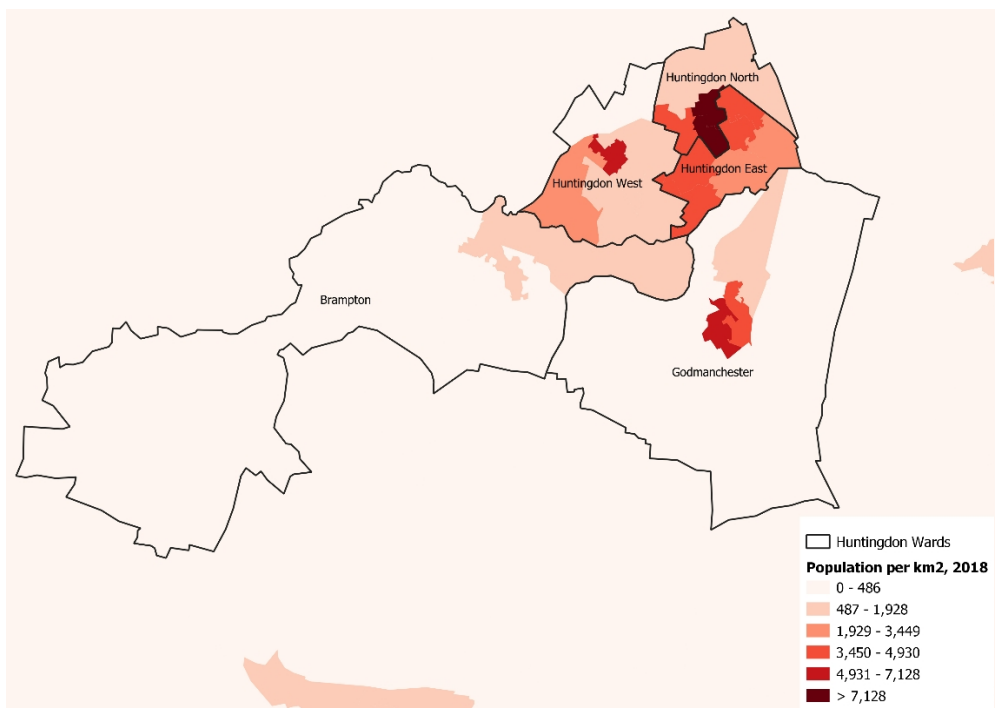 Huntingdon North
Huntingdon East
Huntingdon West
Brampton
Godmanchester
Huntingdon Wards
Population per km2, 2018
0 - 486
487 - 1,928
1,929 - 3,449
3,450 - 4,930
4,931 - 7,128
> 7,128